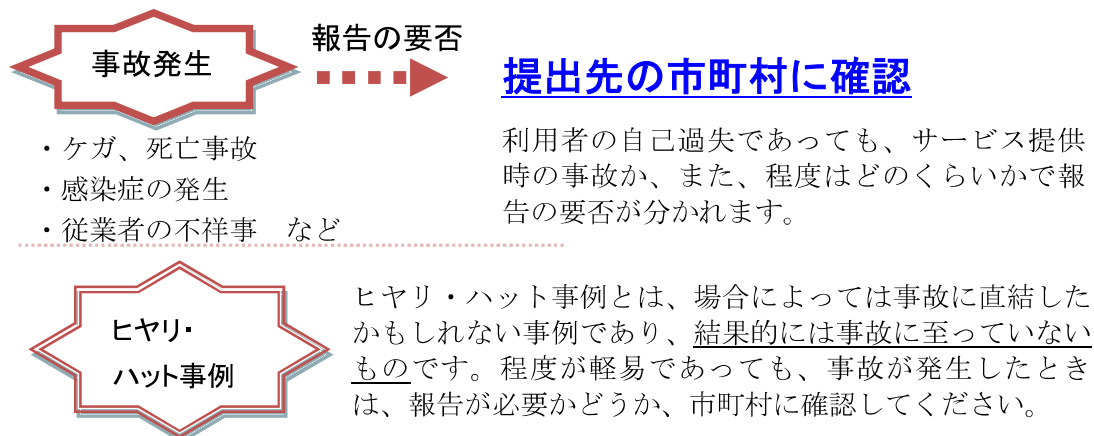 事故発生
報告の要否
提出先の市町村に確認
・ケガ、死亡事故
・感染症の発生
・従業者の不祥事　など
利用者の自己過失であっても、サービス提供
時の事故か、また、程度はどのくらいかで報
告の要否が分かれます。
ヒヤリ・
ハット事例
ヒヤリ・ハット事例とは、場合によっては事故に直結した
かもしれない事例であり、結果的には事故に至っていない
ものです。程度が軽易であっても、事故が発生したとき
は、報告が必要かどうか、市町村に確認してください。